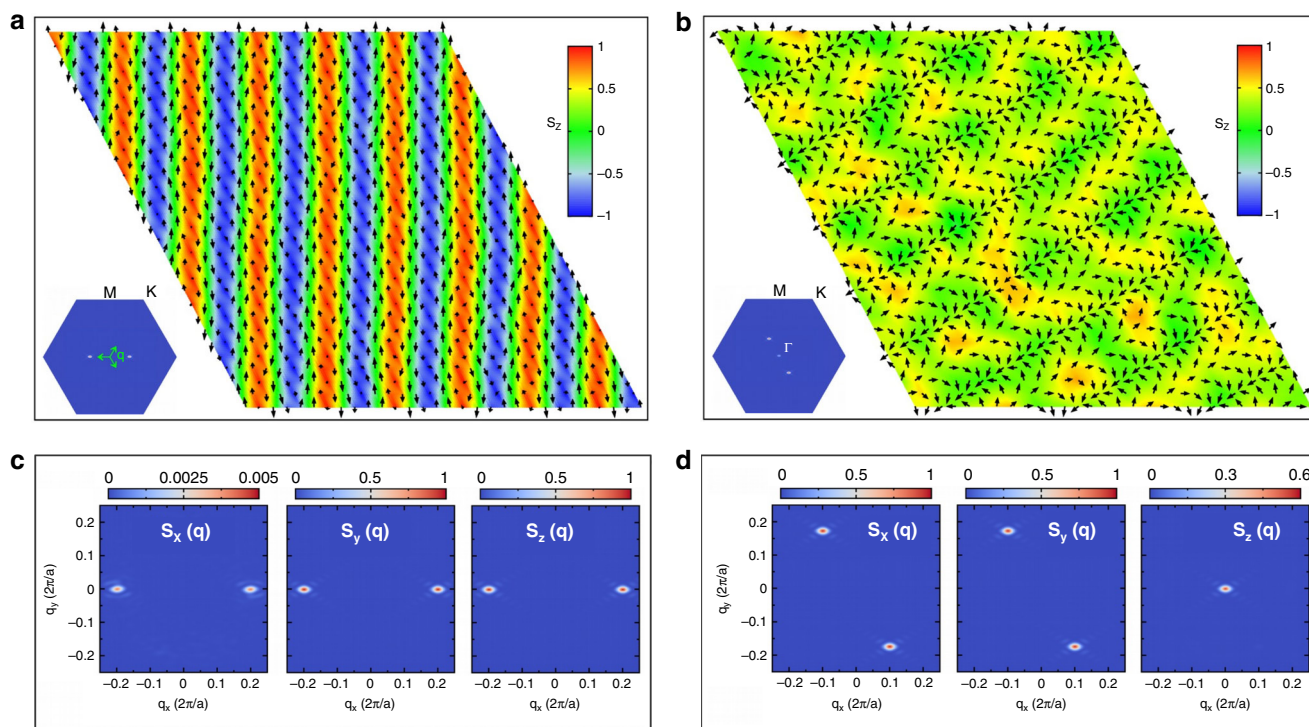 a
b
1
0.5
S_Z
0
−0.5
−1
M K
q
1
0.5
S_Z
0
−0.5
−1
M K
Γ
c
d
0 0.0025 0.005
0 0.5 1
0 0.5 1
0 0.5 1
0 0.5 1
0 0.3 0.6
S_x (q)
S_y (q)
S_z (q)
S_x (q)
S_y (q)
S_z (q)
0.2
0.1
0
−0.1
−0.2
q_y (2π/a)
0.2
0.1
0
−0.1
−0.2
q_y (2π/a)
−0.2 −0.1 0 0.1 0.2
−0.2 −0.1 0 0.1 0.2
−0.2 −0.1 0 0.1 0.2
−0.2 −0.1 0 0.1 0.2
−0.2 −0.1 0 0.1 0.2
−0.2 −0.1 0 0.1 0.2
q_x (2π/a)
q_x (2π/a)
q_x (2π/a)
q_x (2π/a)
q_x (2π/a)
q_x (2π/a)